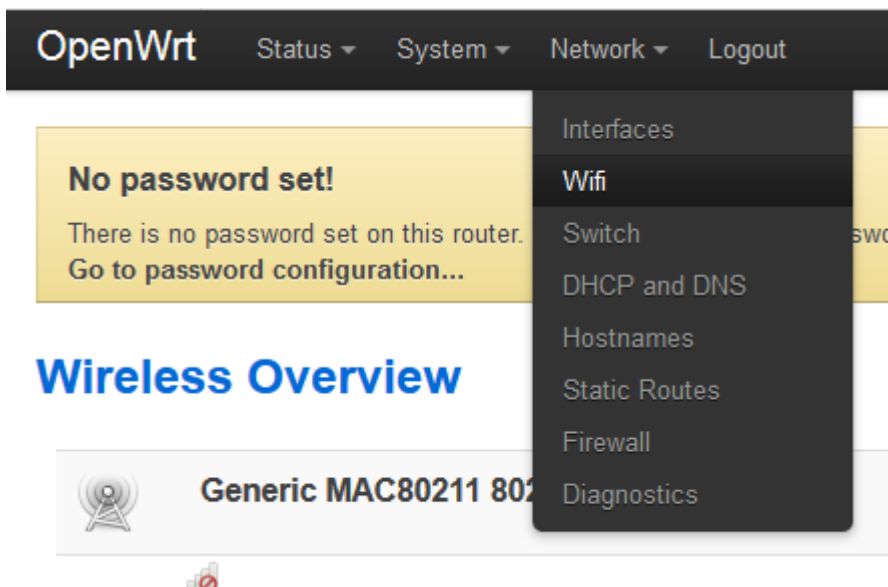 OpenWrt Status System Network Logout
Interfaces
Wifi
Switch
DHCP and DNS
Hostnames
Static Routes
Firewall
Diagnostics
No password set!
There is no password set on this router.
Go to password configuration...
Wireless Overview
Generic MAC80211